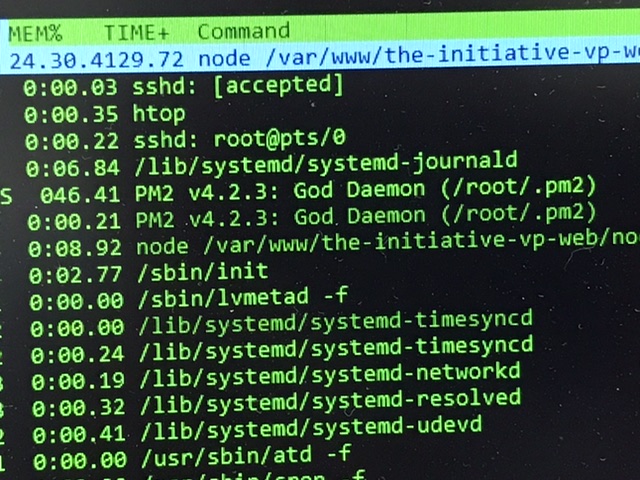 MEM% TIME+ Command
24.30.4129.72 node /var/www/the-initiative-vp-w
0:00.03 sshd: [accepted]
0:00.35 htop
0:00.22 sshd: root@pts/0
0:06.84 /lib/systemd/systemd-journald
S 046.41 PM2 v4.2.3: God Daemon (/root/.pm2)
0:00.21 PM2 v4.2.3: God Daemon (/root/.pm2)
0:08.92 node /var/www/the-initiative-vp-web/no
0:02.77 /sbin/init
0:00.00 /sbin/lvmetad -f
0:00.00 /lib/systemd/systemd-timesyncd
0:00.24 /lib/systemd/systemd-timesyncd
0:00.19 /lib/systemd/systemd-networkd
0:00.32 /lib/systemd/systemd-resolved
0:00.41 /lib/systemd/systemd-udevd
0:00.00 /usr/sbin/atd -f